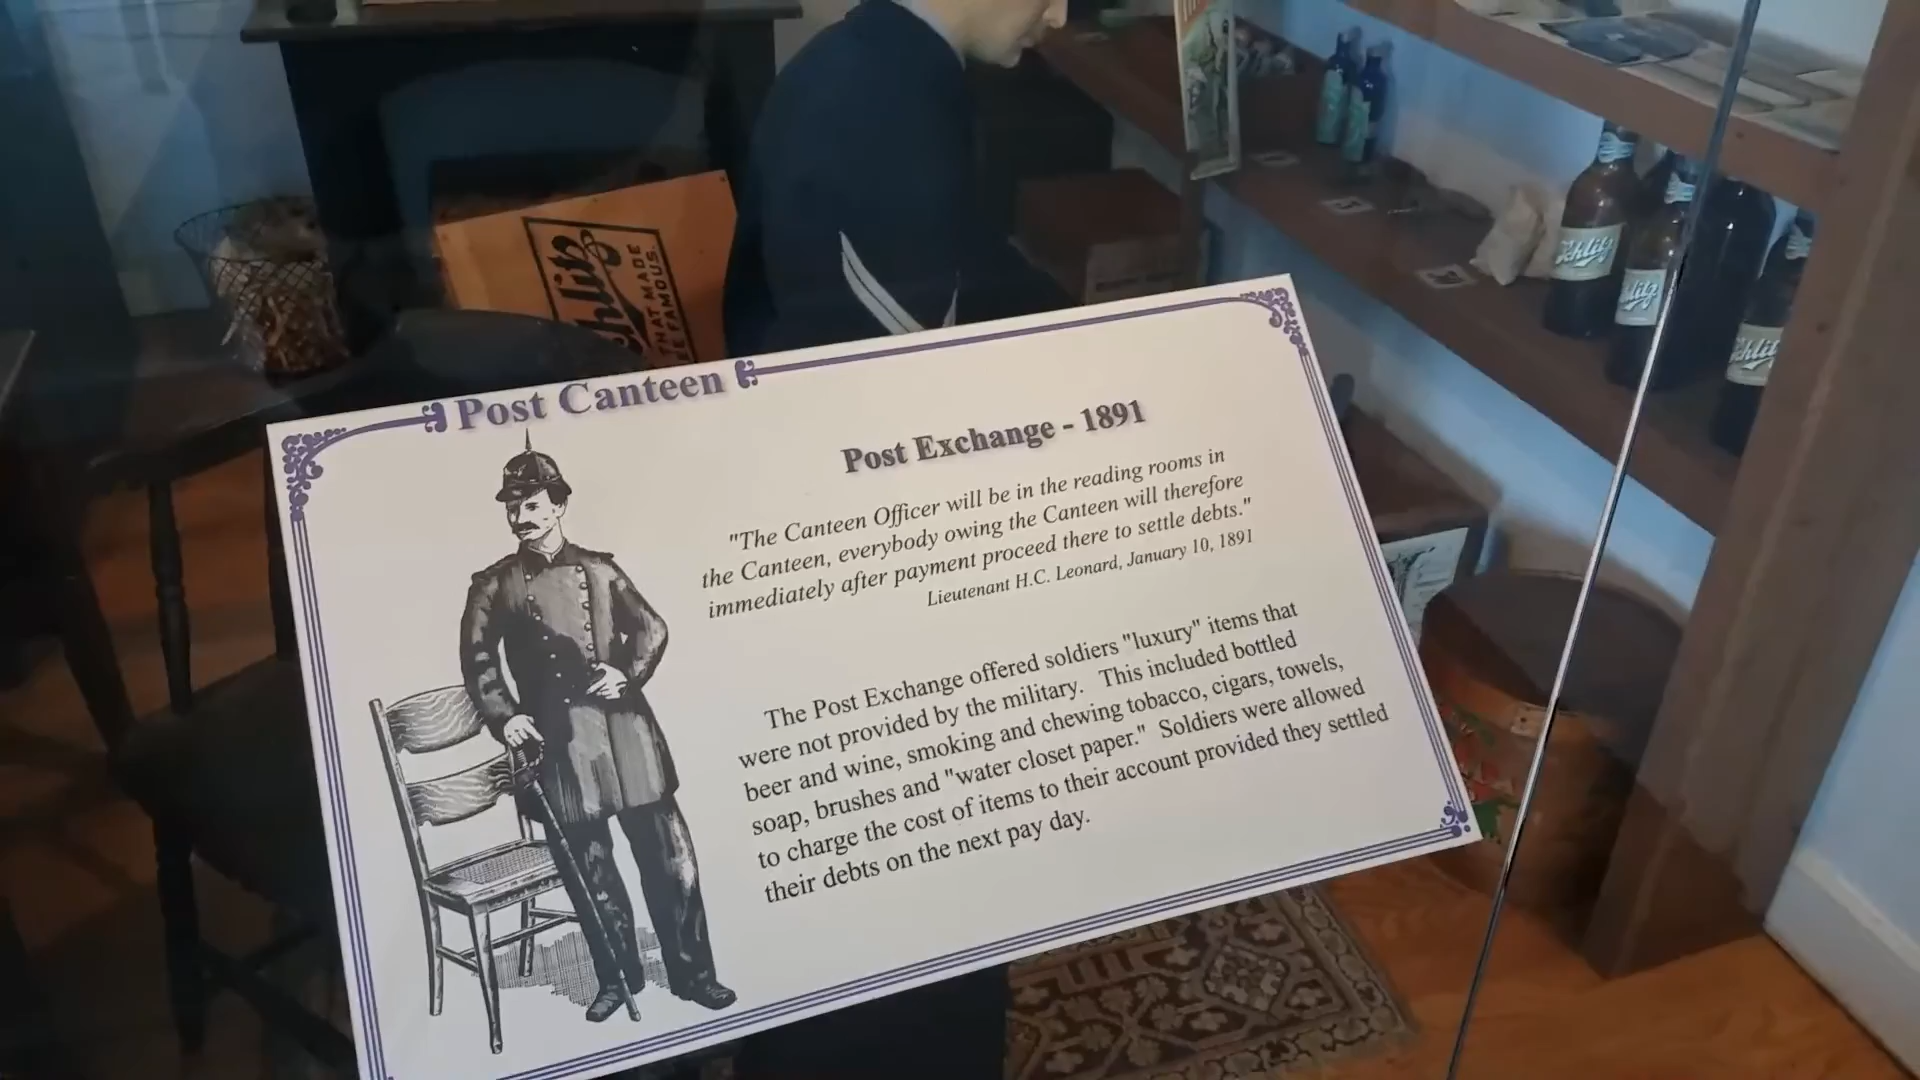 Schlitz
THAT MADE
FAMOUS.
Schlitz
Post Canteen
Post Exchange - 1891
"The Canteen Officer will be in the reading rooms in
the Canteen, everybody owing the Canteen will therefore
immediately after payment proceed there to settle debts."
Lieutenant H.C. Leonard, January 10, 1891
The Post Exchange offered soldiers "luxury" items that
were not provided by the military. This included bottled
beer and wine, smoking and chewing tobacco, cigars, towels,
soap, brushes and "water closet paper." Soldiers were allowed
to charge the cost of items to their account provided they settled
their debts on the next pay day.